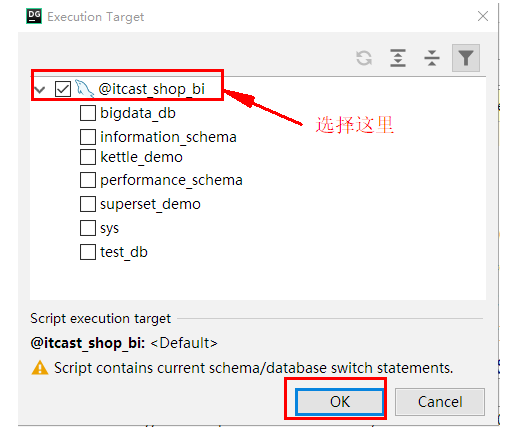 DG Execution Target
@itcast_shop_bi
bigdata_db
选择这里
information_schema
kettle_demo
performance_schema
superset_demo
sys
test_db
Script execution target
@itcast_shop_bi: <Default>
Script contains current schema/database switch statements.
OK
Cancel